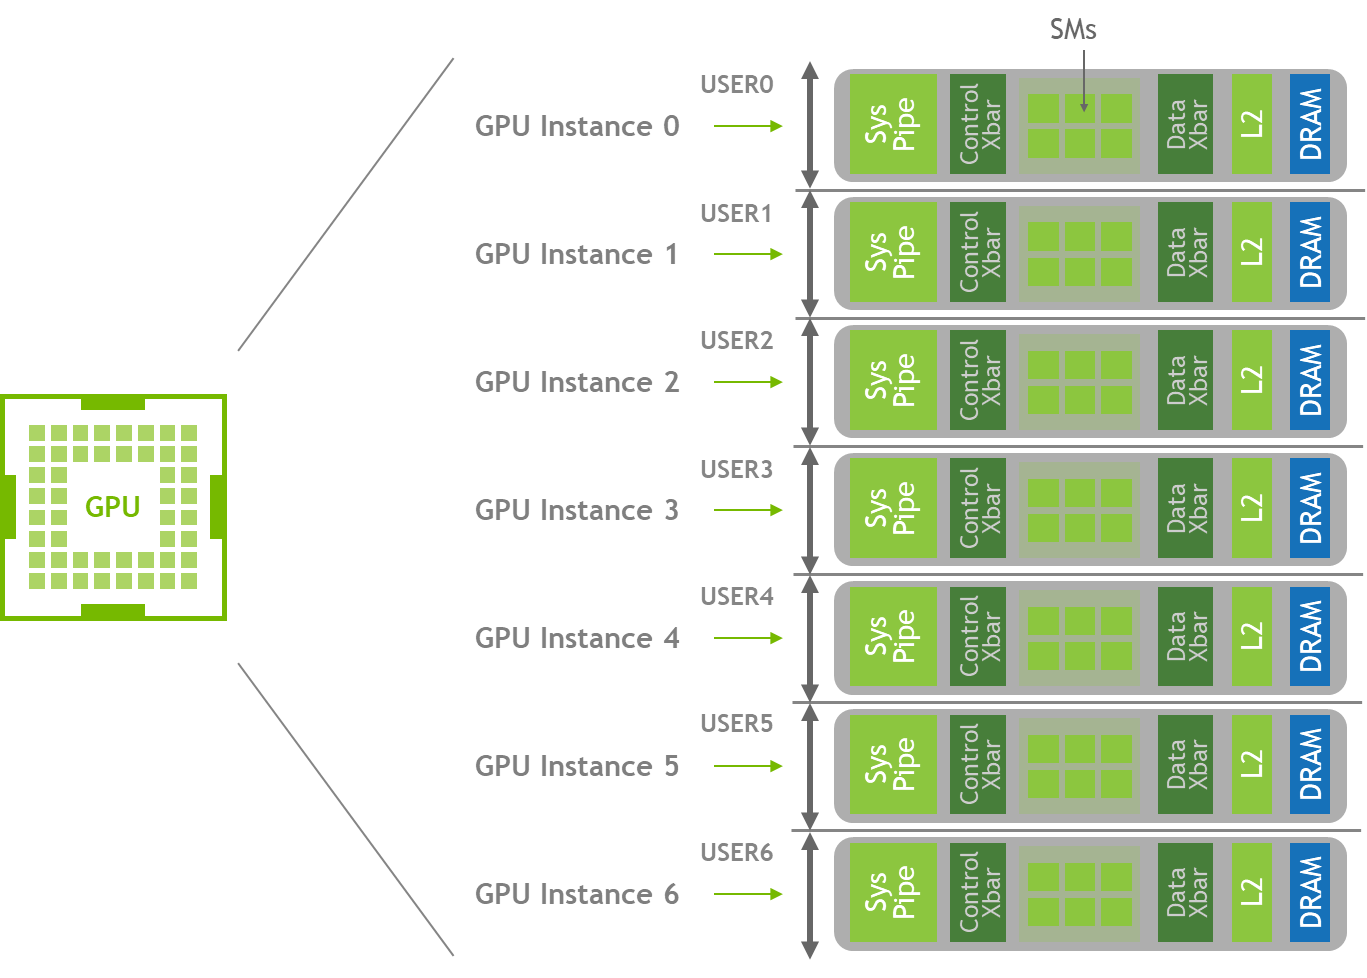 SMs
USER0
GPU Instance 0
Sys
Pipe
Control
Xbar
Data
Xbar
L2
DRAM
USER1
GPU Instance 1
Sys
Pipe
Control
Xbar
Data
Xbar
L2
DRAM
USER2
GPU Instance 2
Sys
Pipe
Control
Xbar
Data
Xbar
L2
DRAM
USER3
GPU Instance 3
Sys
Pipe
Control
Xbar
Data
Xbar
L2
DRAM
GPU
USER4
GPU Instance 4
Sys
Pipe
Control
Xbar
Data
Xbar
L2
DRAM
USER5
GPU Instance 5
Sys
Pipe
Control
Xbar
Data
Xbar
L2
DRAM
USER6
GPU Instance 6
Sys
Pipe
Control
Xbar
Data
Xbar
L2
DRAM